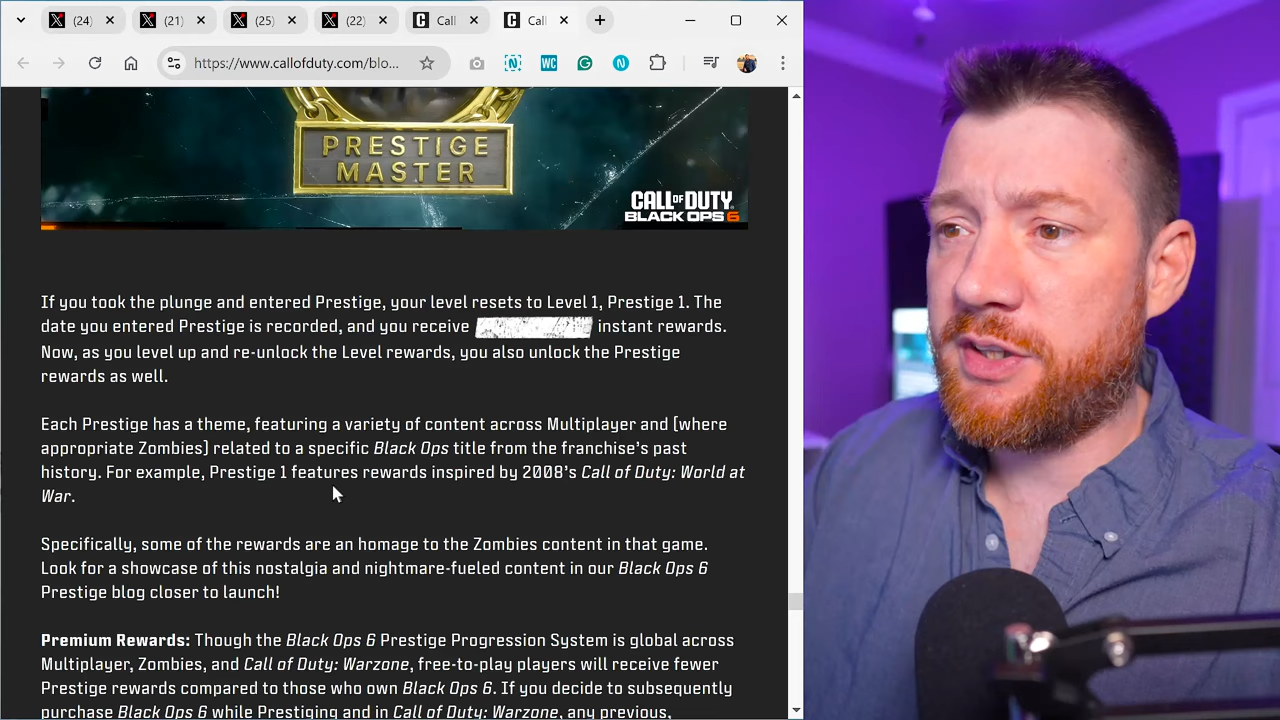 (24)
(21)
(25)
(22)
Call
Call
https://www.callofduty.com/blo...
PRESTIGE
MASTER
CALL OF DUTY
BLACK OPS 6
If you took the plunge and entered Prestige, your level resets to Level 1, Prestige 1. The
date you entered Prestige is recorded, and you receive instant rewards.
Now, as you level up and re-unlock the Level rewards, you also unlock the Prestige
rewards as well.
Each Prestige has a theme, featuring a variety of content across Multiplayer and [where
appropriate Zombies] related to a specific Black Ops title from the franchise's past
history. For example, Prestige 1 features rewards inspired by 2008's Call of Duty: World at
War.
Specifically, some of the rewards are an homage to the Zombies content in that game.
Look for a showcase of this nostalgia and nightmare-fueled content in our Black Ops 6
Prestige blog closer to launch!
Premium Rewards: Though the Black Ops 6 Prestige Progression System is global across
Multiplayer, Zombies, and Call of Duty: Warzone, free-to-play players will receive fewer
Prestige rewards compared to those who own Black Ops 6. If you decide to subsequently
purchase Black Ops 6 while Prestiging and in Call of Duty: Warzone, any previous,